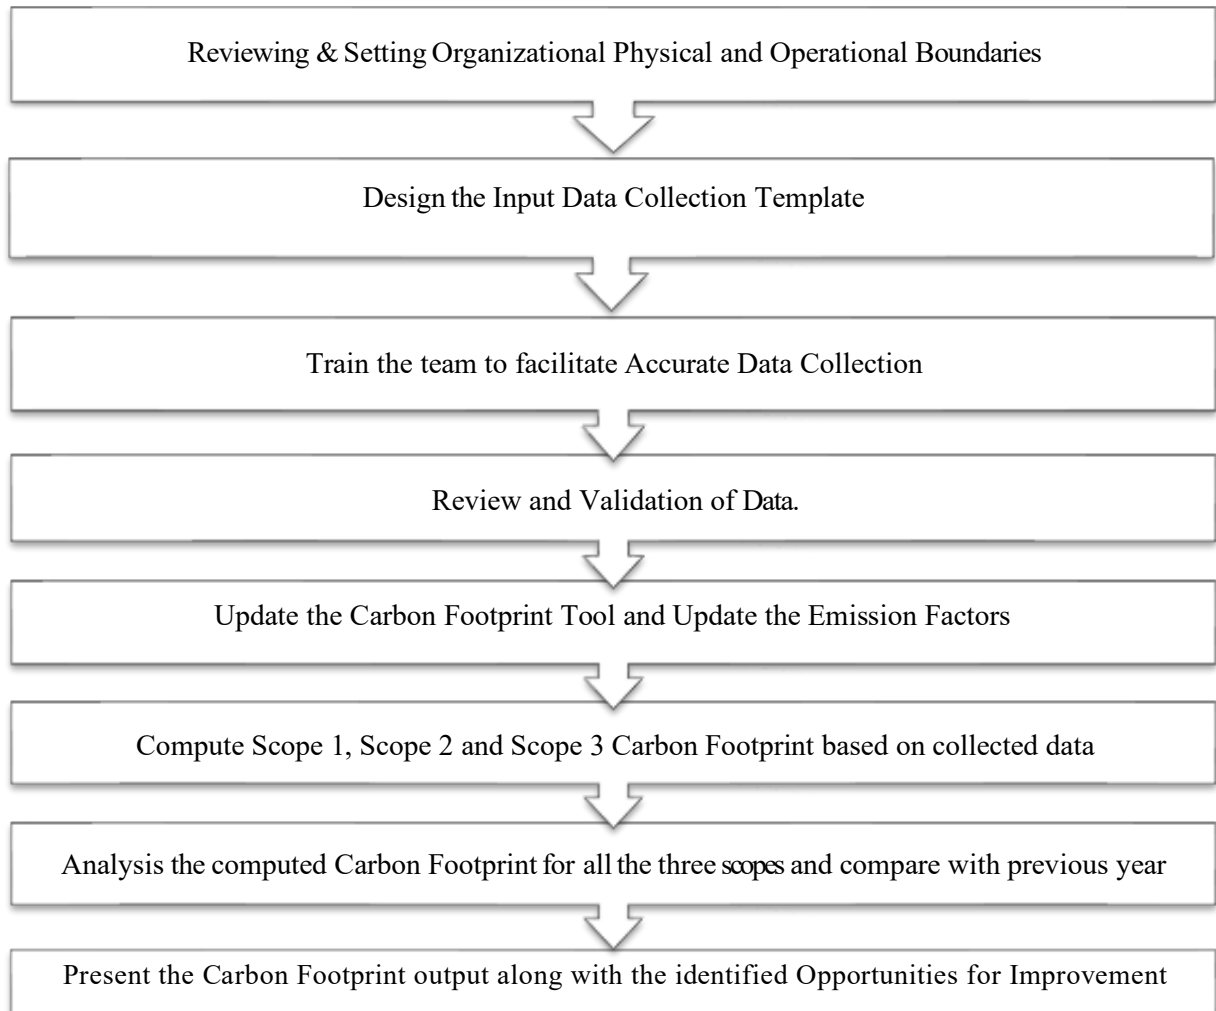 Reviewing & Setting Organizational Physical and Operational Boundaries
Design the Input Data Collection Template
Train the team to facilitate Accurate Data Collection
Review and Validation of Data.
Update the Carbon Footprint Tool and Update the Emission Factors
Compute Scope 1, Scope 2 and Scope 3 Carbon Footprint based on collected data
Analysis the computed Carbon Footprint for all the three scopes and compare with previous year
Present the Carbon Footprint output along with the identified Opportunities for Improvement